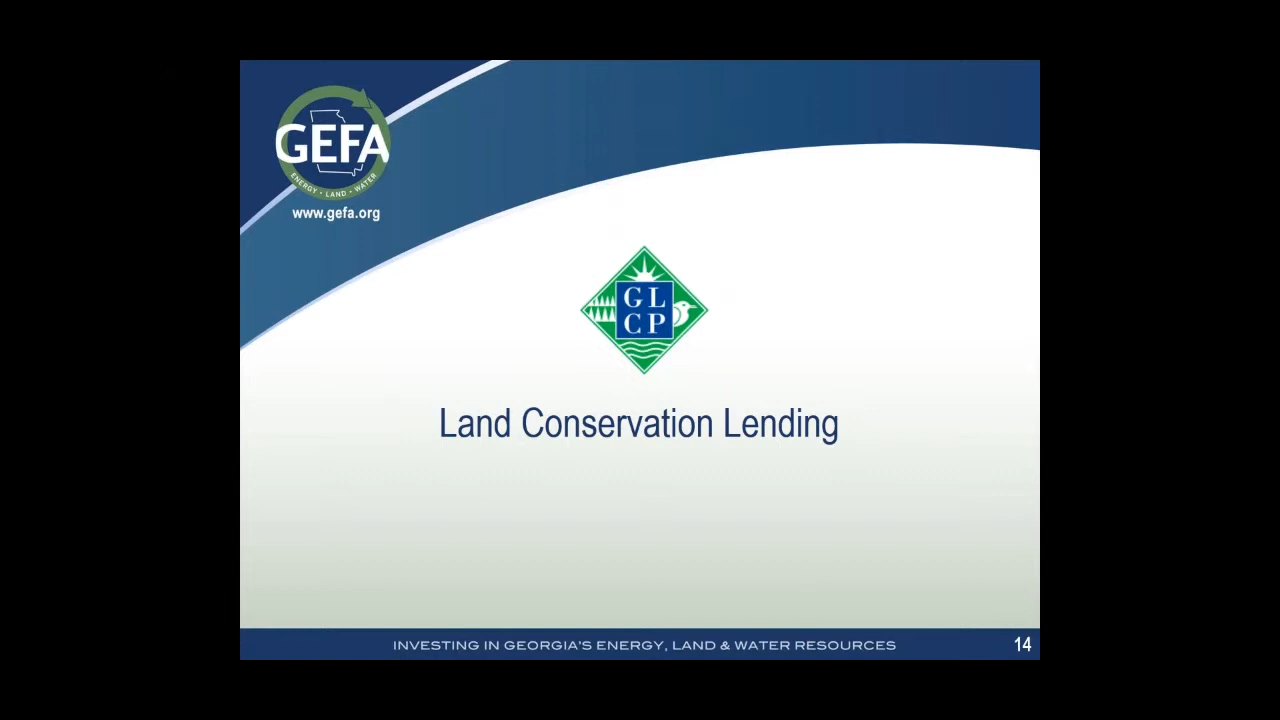 GEFA
ENERGY • LAND • WATER
www.gefa.org
GL
CP
Land Conservation Lending
INVESTING IN GEORGIA'S ENERGY, LAND & WATER RESOURCES
14